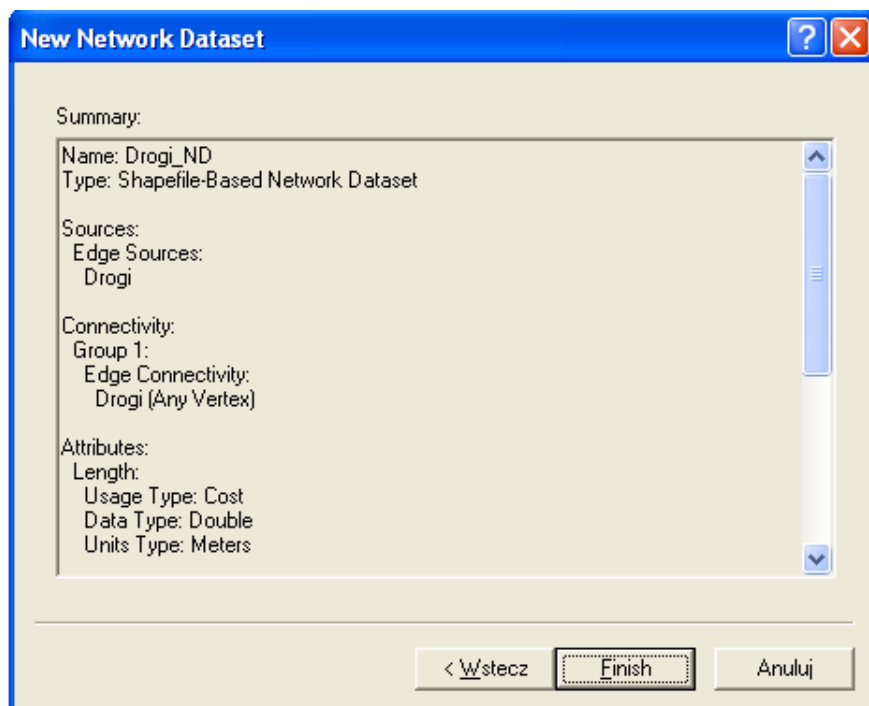 New Network Dataset
Summary:
Name: Drogi_ND
Type: Shapefile-Based Network Dataset
Sources:
Edge Sources:
Drogi
Connectivity:
Group 1:
Edge Connectivity:
Drogi (Any Vertex)
Attributes:
Length:
Usage Type: Cost
Data Type: Double
Units Type: Meters
< Wstecz
Finish
Anuluj